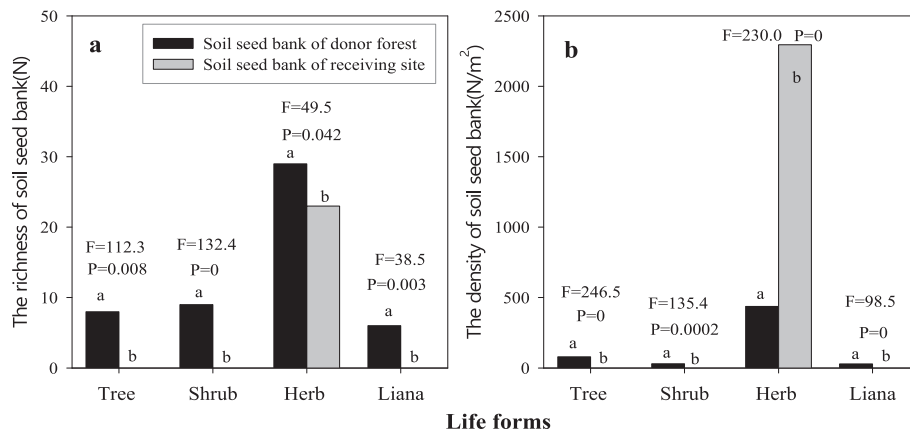 The richness of soil seed bank(N)
50
40
30
20
10
0
a
Soil seed bank of donor forest
Soil seed bank of receiving site
F=112.3
P=0.008
a
b
F=132.4
P=0
a
b
F=49.5
P=0.042
a
b
F=38.5
P=0.003
a
b
Tree
Shrub
Herb
Liana
The density of soil seed bank(N/m²)
2500
2000
1500
1000
500
0
b
F=246.5
P=0
a
b
F=135.4
P=0.0002
a
b
F=230.0 P=0
a
b
F=98.5
P=0
a
b
Tree
Shrub
Herb
Liana
Life forms